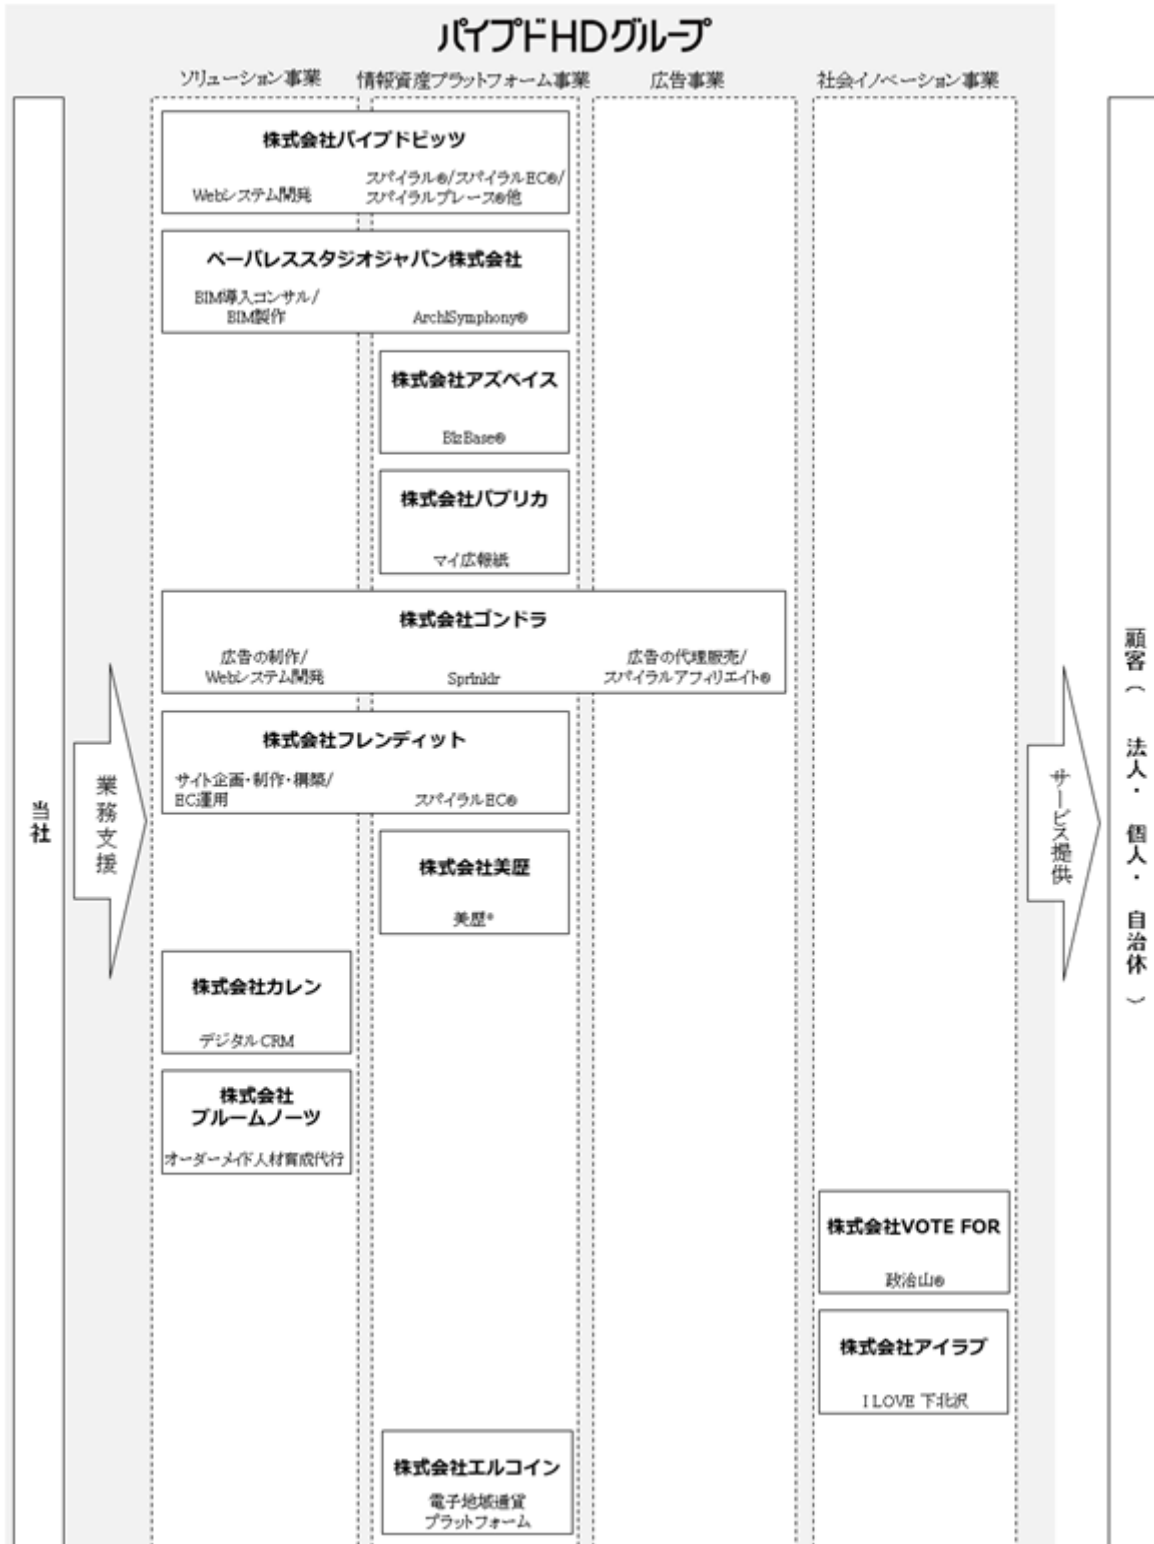 パイプドHDグループ
ソリューション事業
情報資産プラットフォーム事業
広告事業
社会イノベーション事業
株式会社パイプドビッツ
Webシステム開発
スパイラル®/スパイラルEC®/
スパイラルプレース®他
ペーパレススタジオジャパン株式会社
BIM導入コンサル/
BIM製作
ArchiSymphony®
株式会社アズベイス
BizBase®
株式会社パブリカ
マイ広報紙
株式会社ゴンドラ
広告の制作/
Webシステム開発
Sprinklr
広告の代理販売/
スパイラルアフィリエイト®
株式会社フレンディット
サイト企画・制作・構築/
EC運用
スパイラルEC®
株式会社美歴
美歴®
株式会社カレン
デジタルCRM
株式会社
ブルームノーツ
オーダーメイド人材育成代行
株式会社VOTE FOR
政治山®
株式会社アイラブ
I LOVE 下北沢
株式会社エルコイン
電子地域通貨
プラットフォーム
当社
業務支援
サービス提供
顧客（ 法人・ 個人・ 自治体 ）